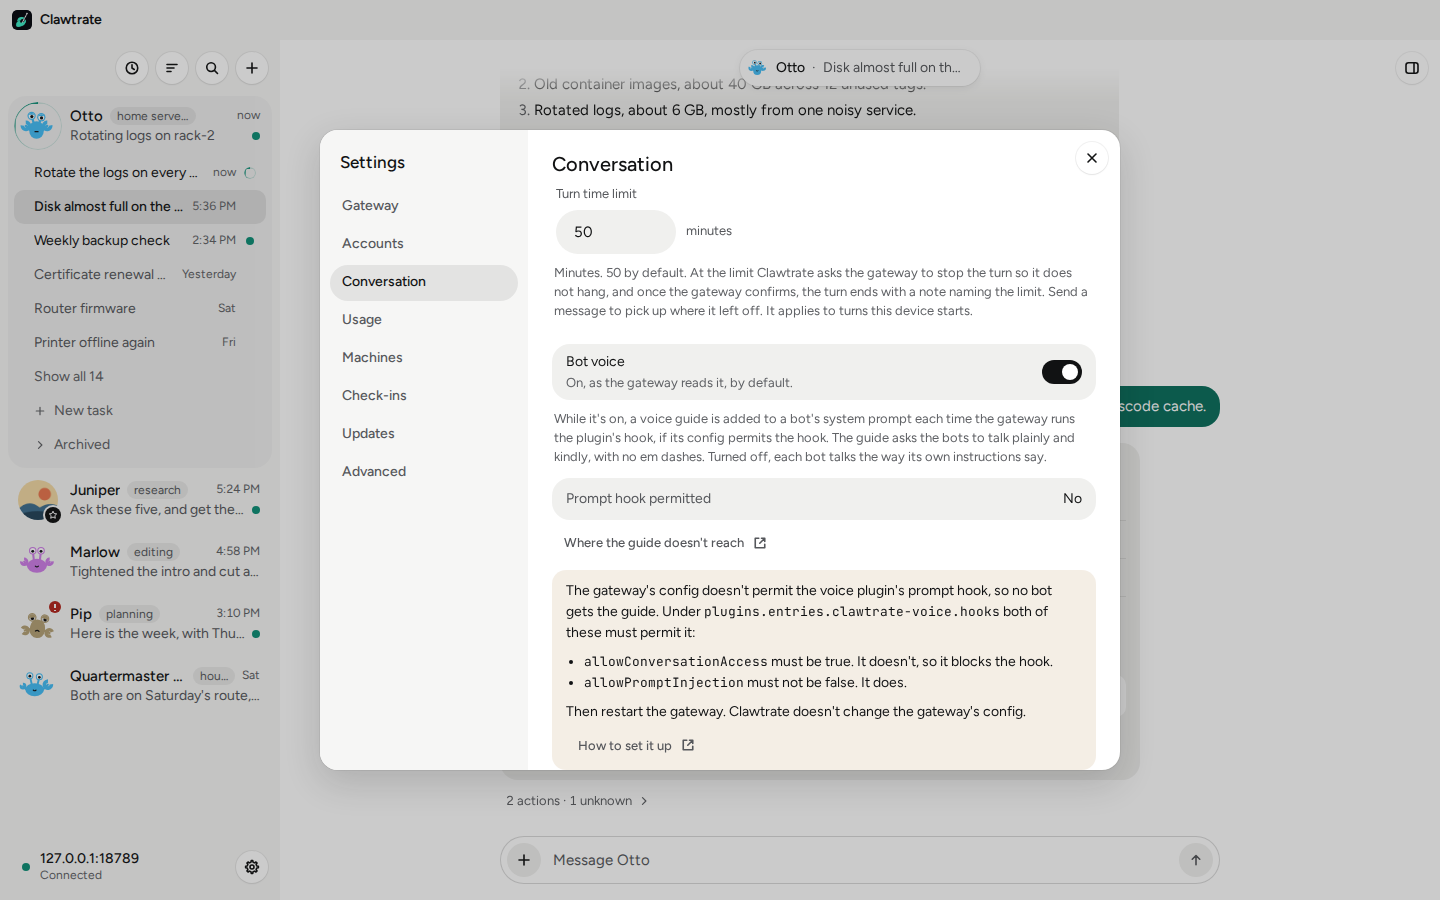 Clawtrate
Otto
home serve...
now
Rotating logs on rack-2
Rotate the logs on every ...
now
Disk almost full on the ...
5:36 PM
Weekly backup check
2:34 PM
Certificate renewal ...
Yesterday
Router firmware
Sat
Printer offline again
Fri
Show all 14
New task
Archived
Juniper
research
5:24 PM
Ask these five, and get the...
Marlow
editing
4:58 PM
Tightened the intro and cut a...
Pip
planning
3:10 PM
Here is the week, with Thu...
Quartermaster ...
hou...
Sat
Both are on Saturday's route,...
127.0.0.1:18789
Connected
Otto · Disk almost full on th...
2. Old container images, about 40 GB across 12 unused tags.
3. Rotated logs, about 6 GB, mostly from one noisy service.
Settings
Gateway
Accounts
Conversation
Usage
Machines
Check-ins
Updates
Advanced
Conversation
Turn time limit
50
minutes
Minutes. 50 by default. At the limit Clawtrate asks the gateway to stop the turn so it does
not hang, and once the gateway confirms, the turn ends with a note naming the limit. Send a
message to pick up where it left off. It applies to turns this device starts.
Bot voice
On, as the gateway reads it, by default.
While it's on, a voice guide is added to a bot's system prompt each time the gateway runs
the plugin's hook, if its config permits the hook. The guide asks the bots to talk plainly and
kindly, with no em dashes. Turned off, each bot talks the way its own instructions say.
Prompt hook permitted
No
Where the guide doesn't reach
The gateway's config doesn't permit the voice plugin's prompt hook, so no bot
gets the guide. Under plugins.entries.clawtrate-voice.hooks both of
these must permit it:
• allowConversationAccess must be true. It doesn't, so it blocks the hook.
• allowPromptInjection must not be false. It does.
Then restart the gateway. Clawtrate doesn't change the gateway's config.
How to set it up
scode cache.
2 actions · 1 unknown
Message Otto